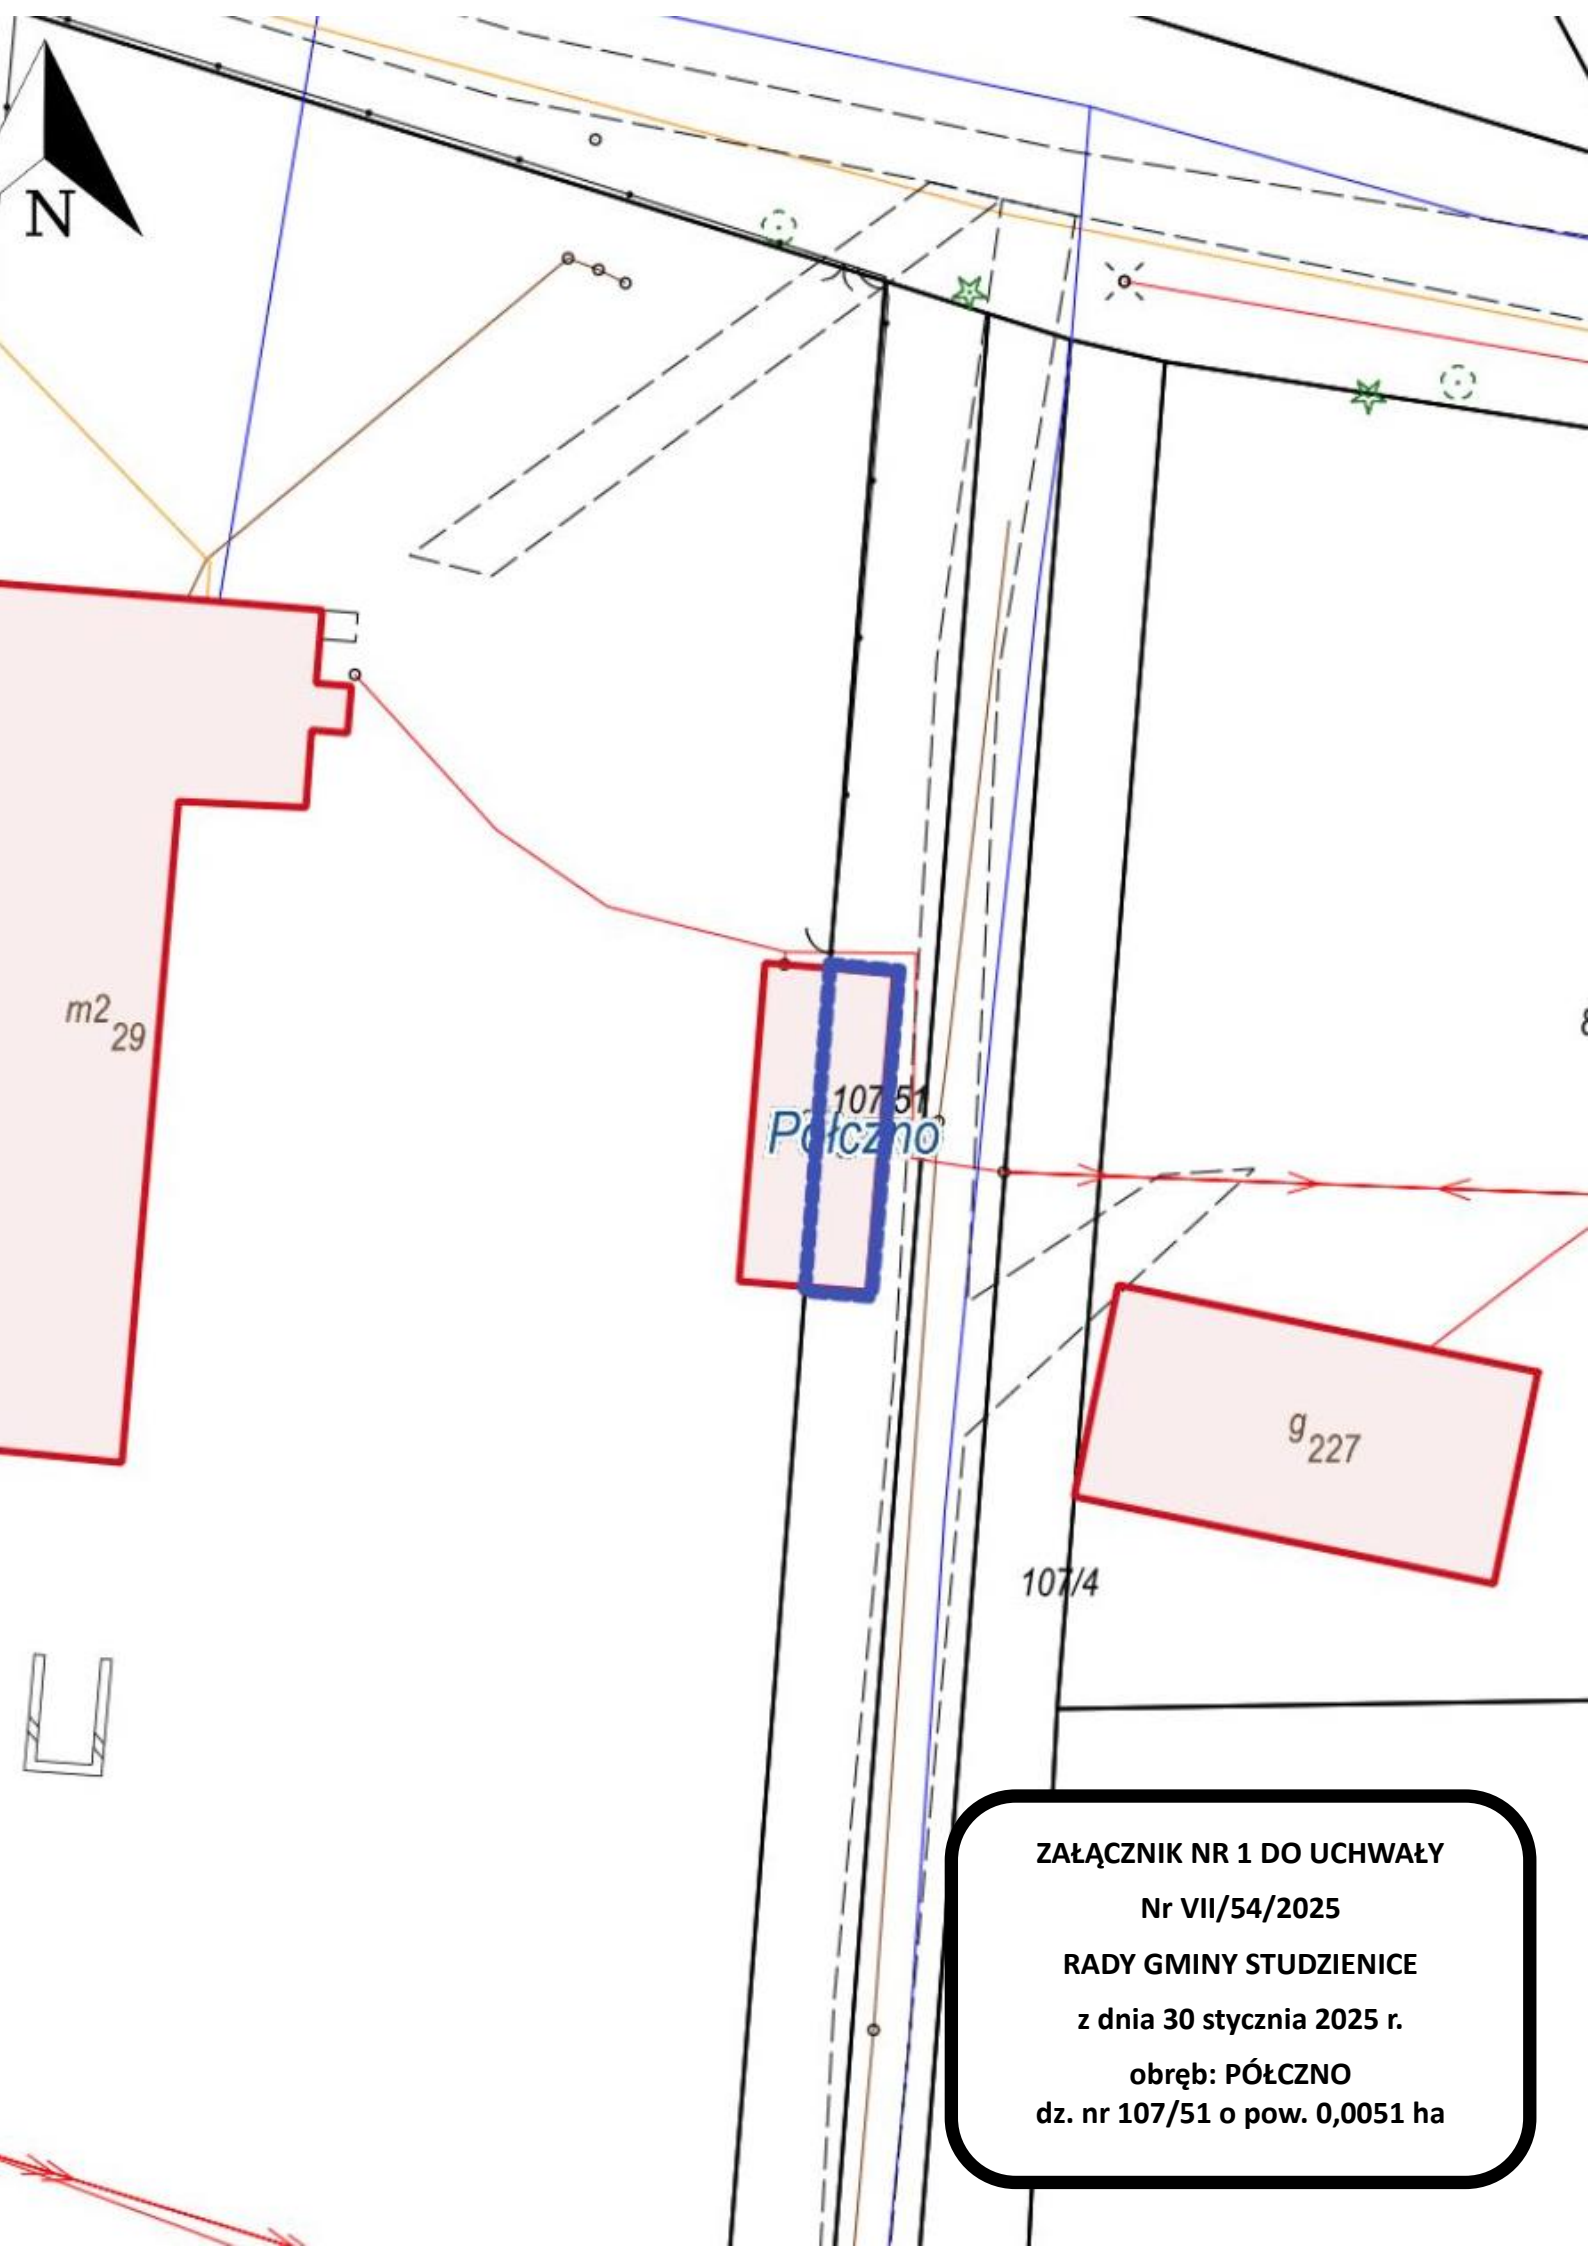 N
m2
29
107/51
Półczno
g
227
107/4
ZAŁĄCZNIK NR 1 DO UCHWAŁY
Nr VII/54/2025
RADY GMINY STUDZIENICE
z dnia 30 stycznia 2025 r.
obręb: PÓŁCZNO
dz. nr 107/51 o pow. 0,0051 ha